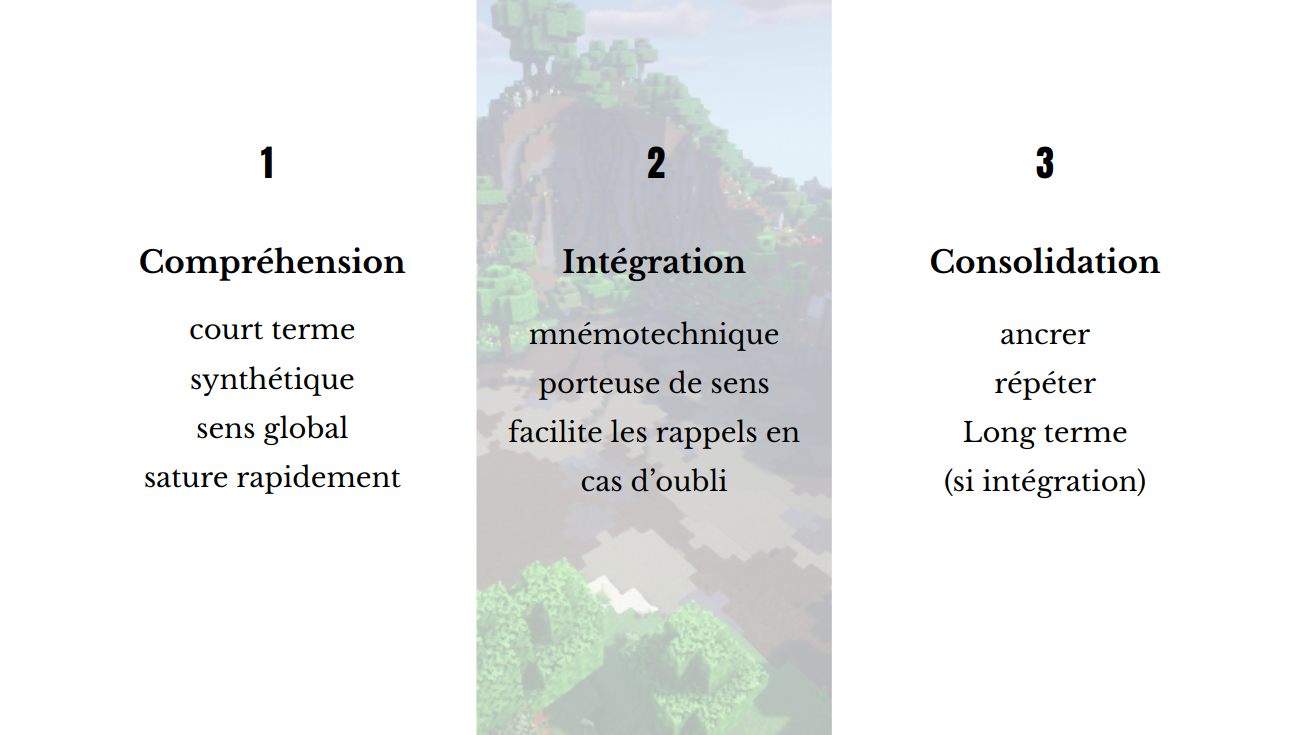 1
Compréhension
court terme
synthétique
sens global
sature rapidement
2
Intégration
mnémotechnique
porteuse de sens
facilite les rappels en
cas d’oubli
3
Consolidation
ancrer
répéter
Long terme
(si intégration)